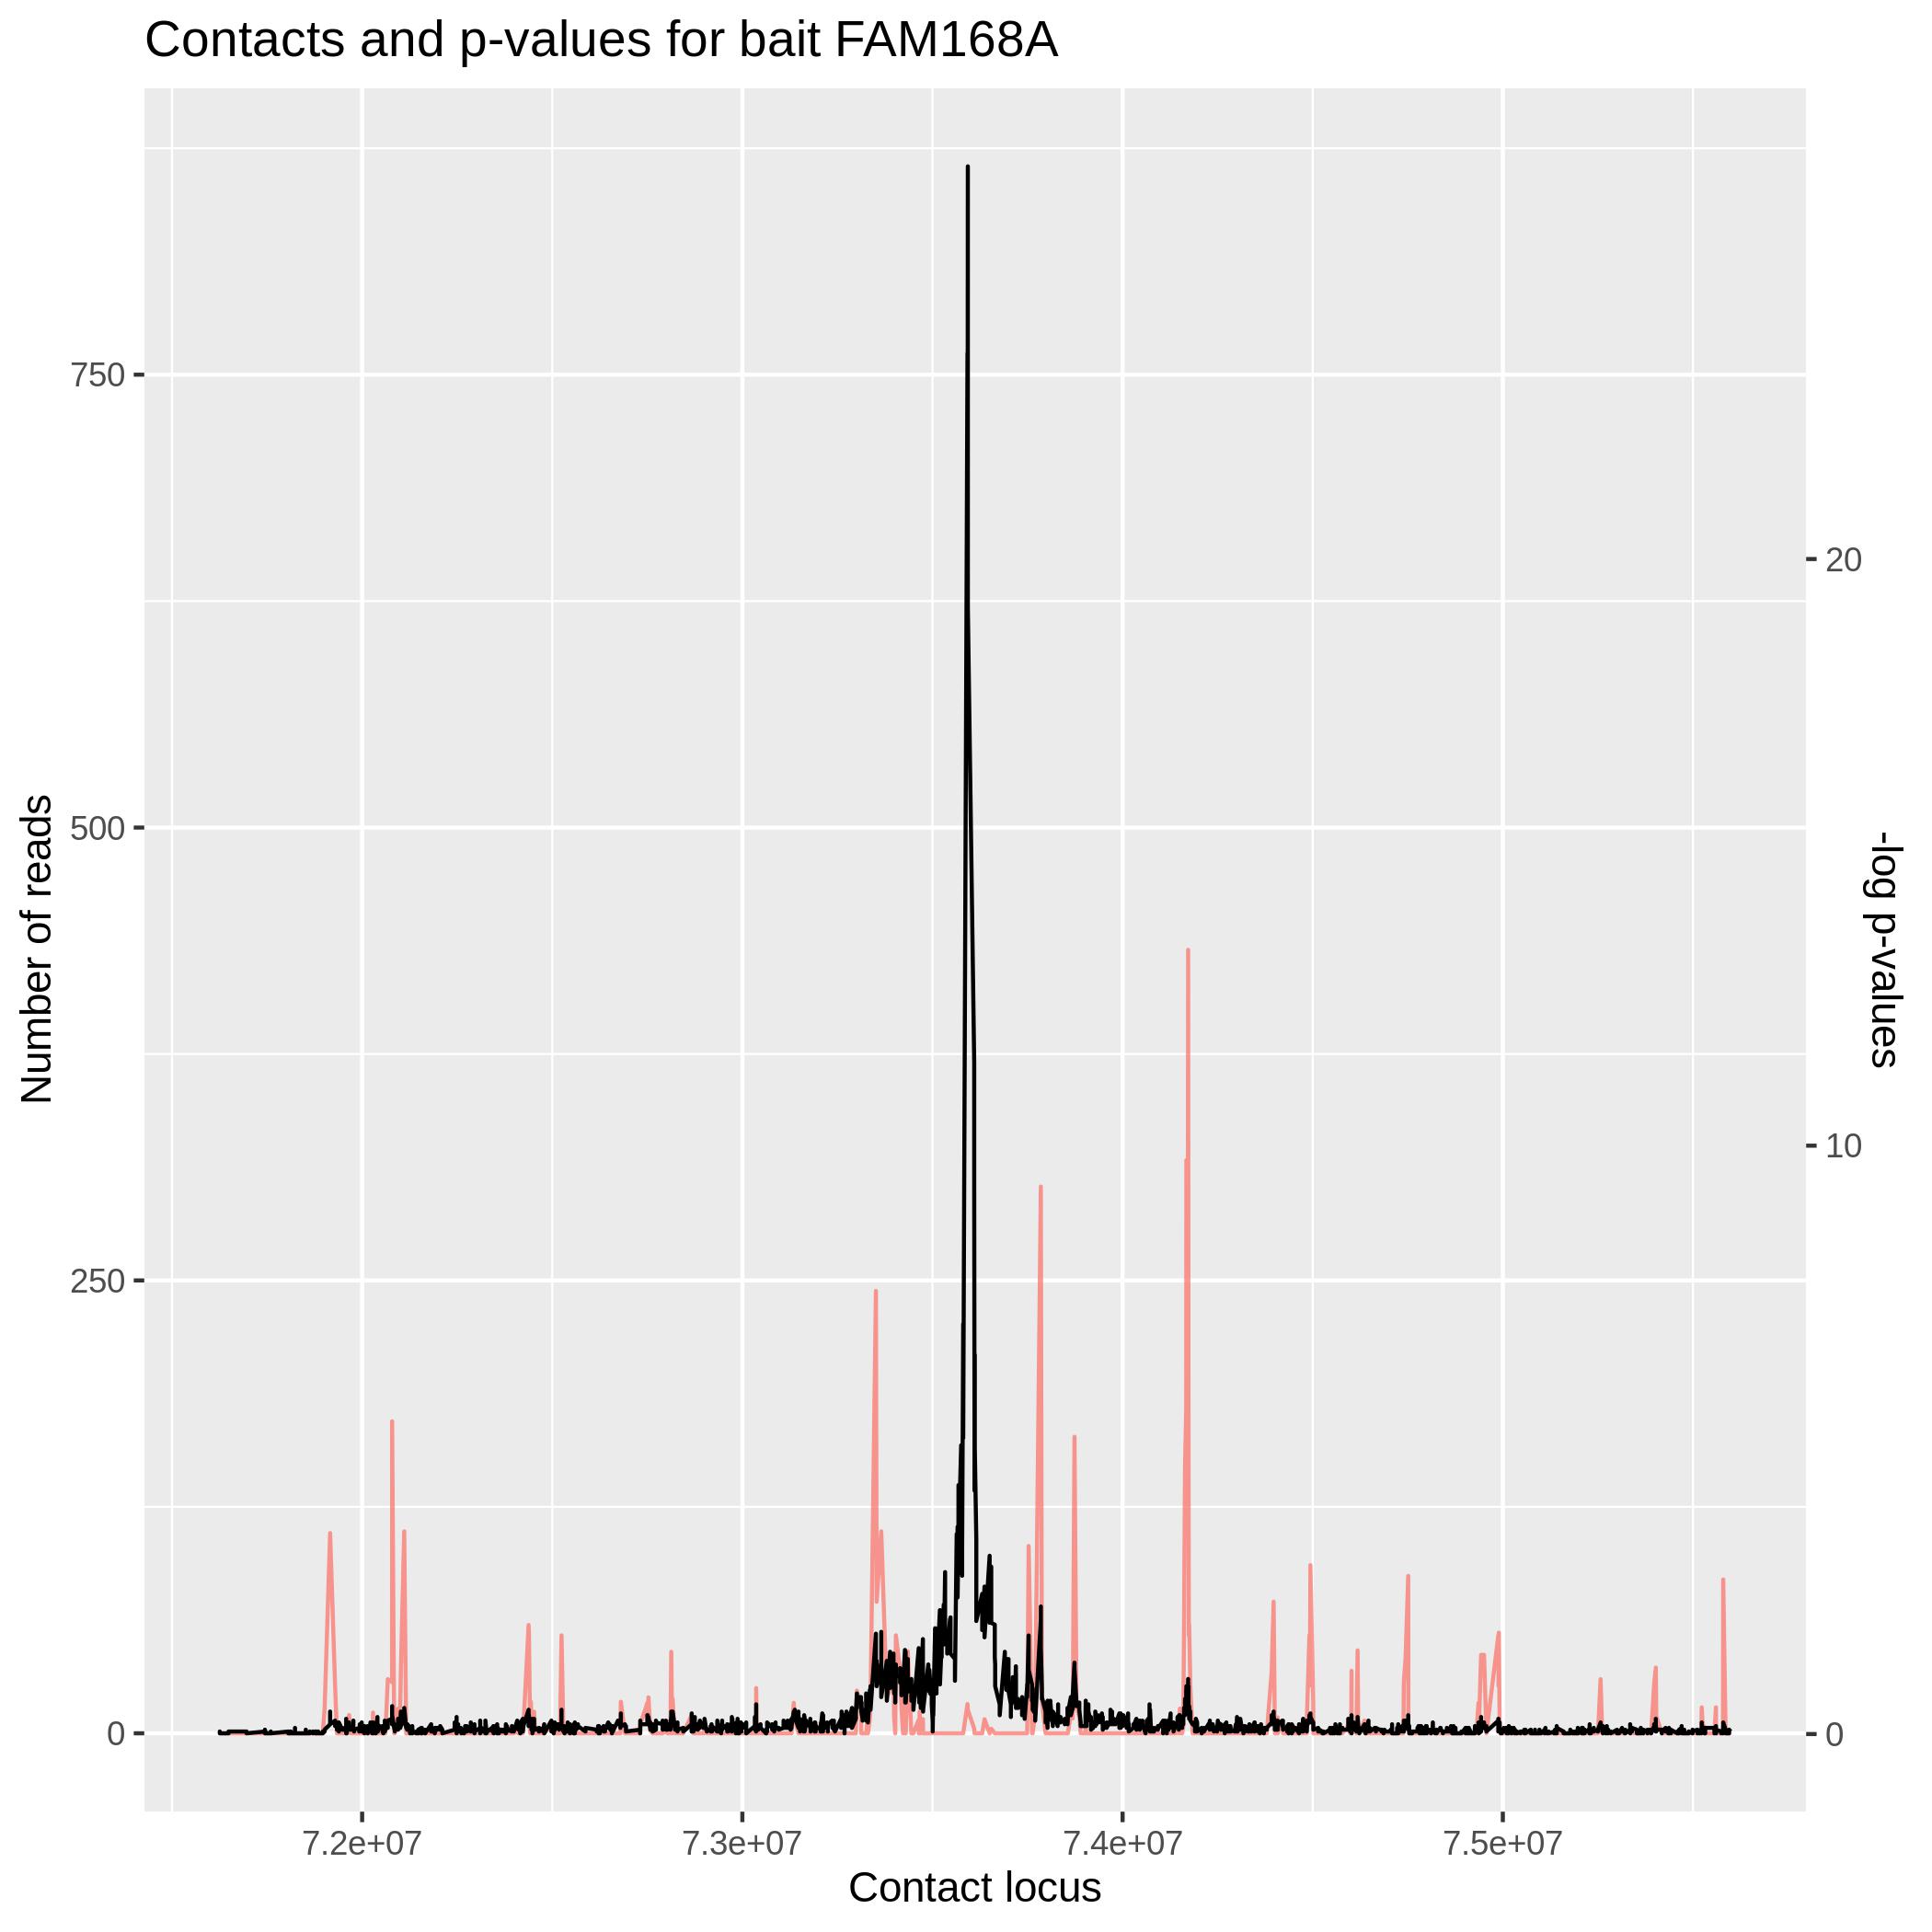 Contacts and p-values for bait FAM168A
Number of reads
750
500
250
0
20
10
0
-log p-values
7.2e+07
7.3e+07
7.4e+07
7.5e+07
Contact locus